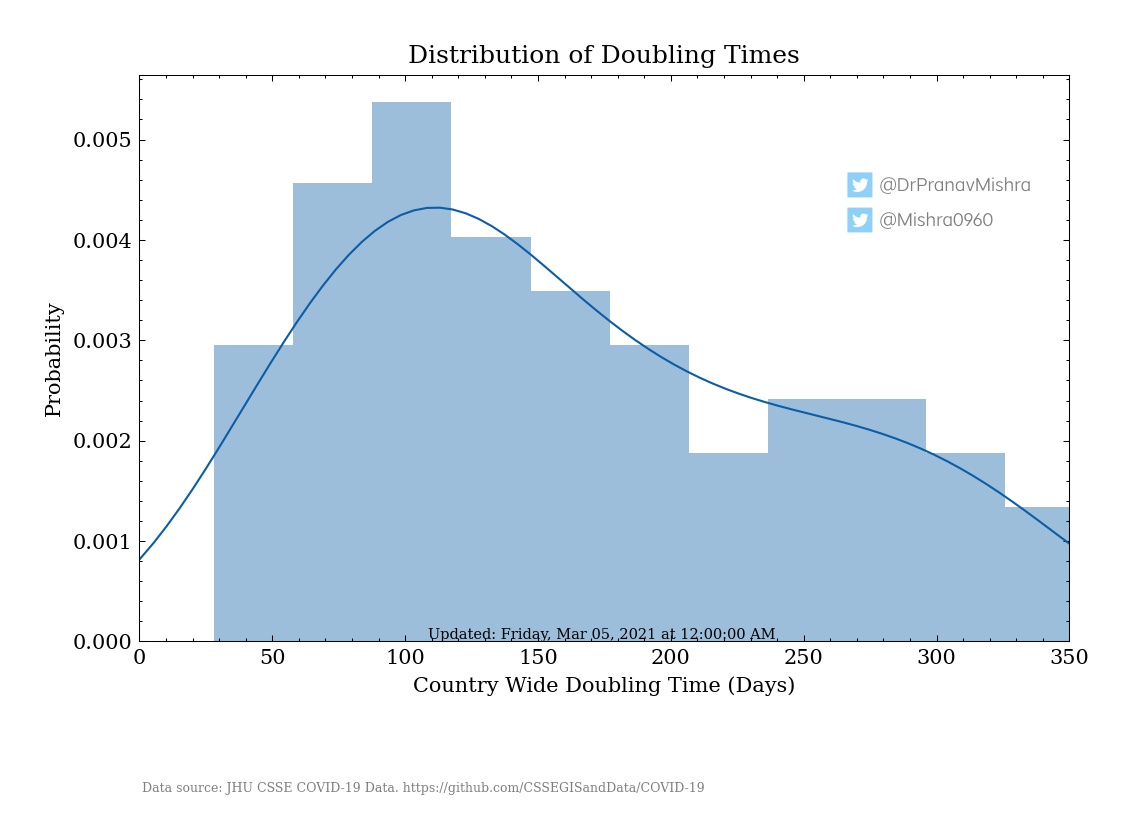 Distribution of Doubling Times
0.005
0.004
0.003
0.002
0.001
0.000
Probability
@DrPranavMishra
@Mishra0960
Updated: Friday, Mar 05, 2021 at 12:00:00 AM
0 50 100 150 200 250 300 350
Country Wide Doubling Time (Days)
Data source: JHU CSSE COVID-19 Data. https://github.com/CSSEGISandData/COVID-19